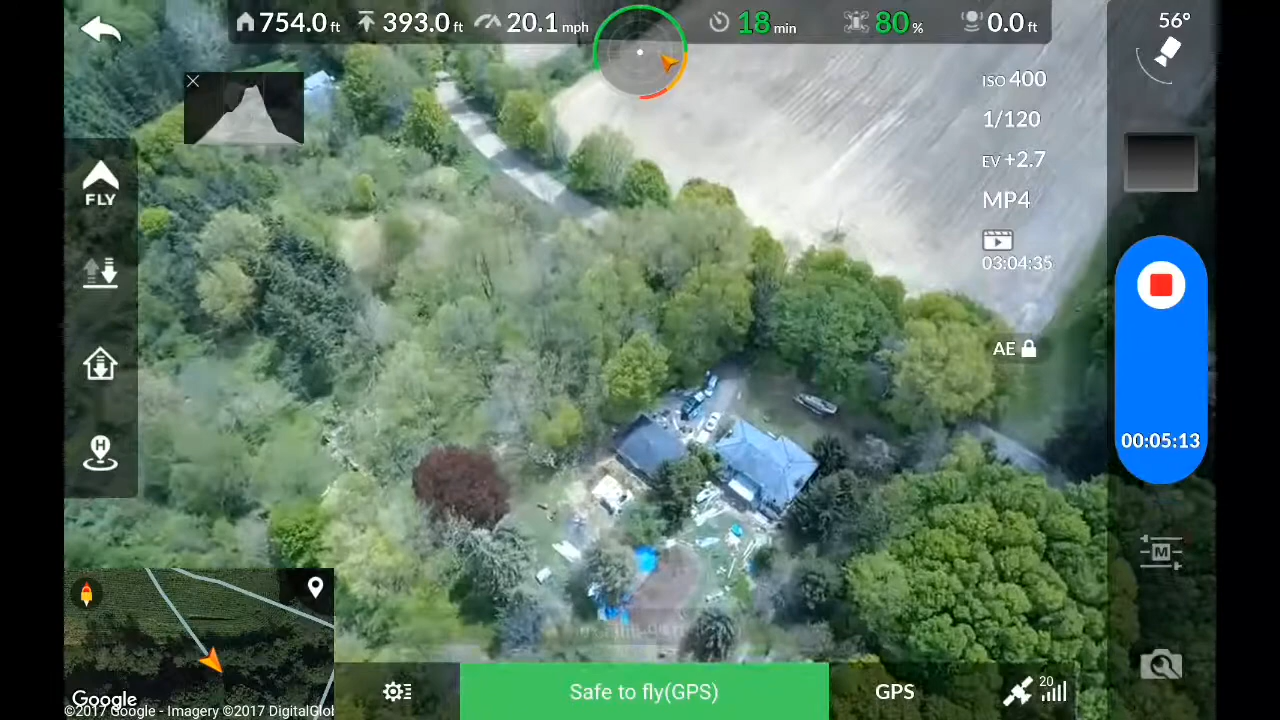 754.0 ft 393.0 ft 20.1 mph 18 min 80 % 0.0 ft 56°
ISO 400
1/120
FLY
EV +2.7
MP4
03:04:35
AE
H
00:05:13
M
Google
©2017 Google - Imagery ©2017 DigitalGlob
Safe to fly(GPS)
GPS
20